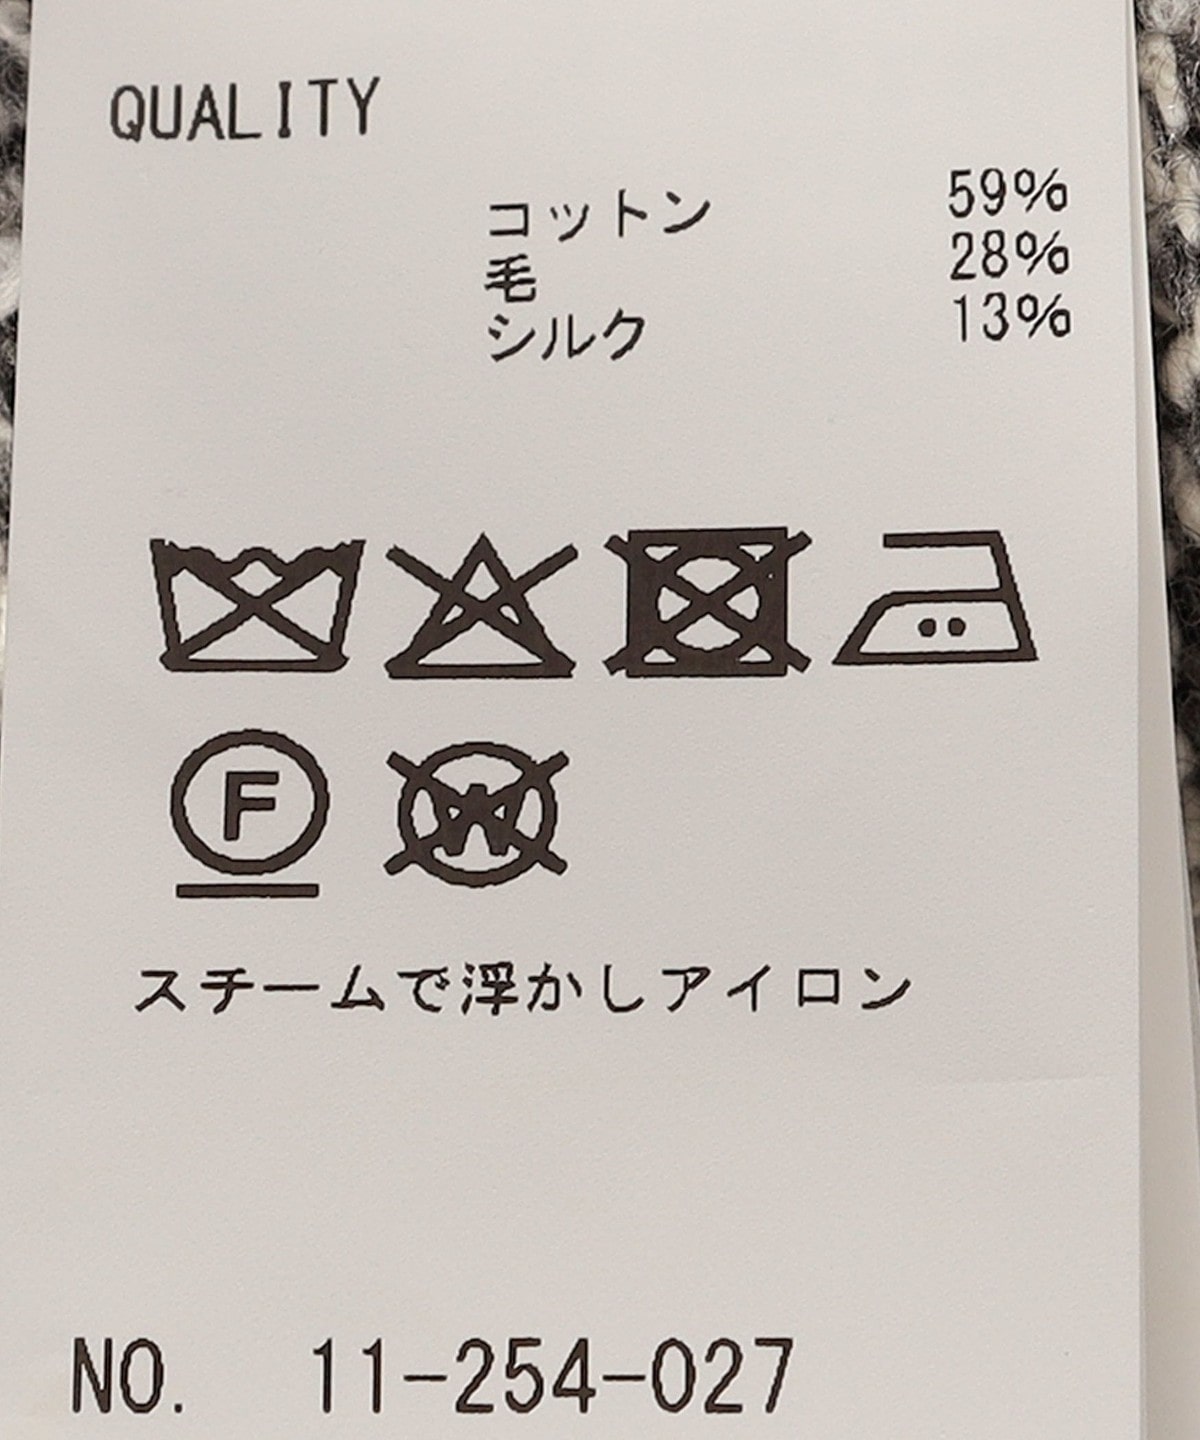 QUALITY
コットン 59%
毛 28%
シルク 13%
F
W
スチームで浮かしアイロン
NO. 11-254-027